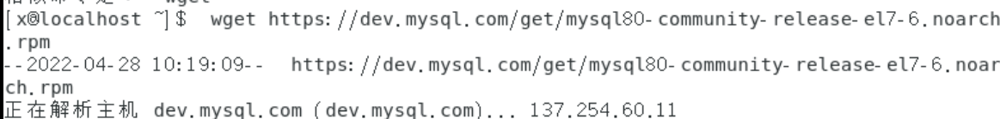 wget
[x@localhost ~]$  wget https://dev.mysql.com/get/mysql80-community-release-el7-6.noarch
.rpm
--2022-04-28 10:19:09--  https://dev.mysql.com/get/mysql80-community-release-el7-6.noar
ch.rpm
正在解析主机 dev.mysql.com (dev.mysql.com)... 137.254.60.11